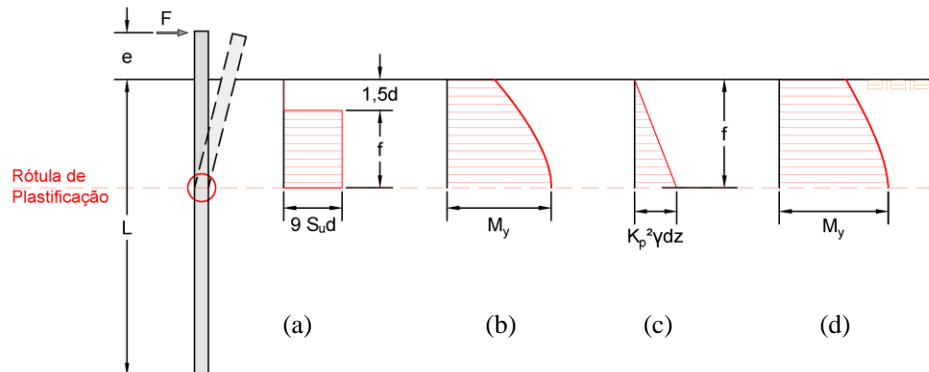 F
e
1,5d
f
f
Rótula de
Plastificação
L
9 Sᵤd
My
Kp²γdz
My
(a)
(b)
(c)
(d)